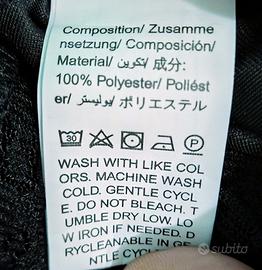 Composition/ Zusamme
nsetzung/ Composición/
Material/ تكوين/ 成分:
100% Polyester/ Poliést
er/ بوليستر/ ポリエステル
30 P
WASH WITH LIKE COL
ORS. MACHINE WASH
COLD. GENTLE CYCL
E. DO NOT BLEACH. T
UMBLE DRY LOW. LO
W IRON IF NEEDED. D
RYCLEANABLE IN GE
NTLE CYCLE
subito